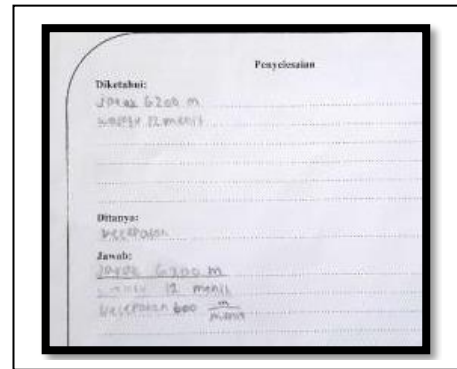 Penyelesaian
Diketahui:
Jarak 6200 m
waktu 12 menit
Ditanya:
kecepatan
Jawab:
Jarak 6200 m
waktu 12 menit
kecepatan 600 m/menit